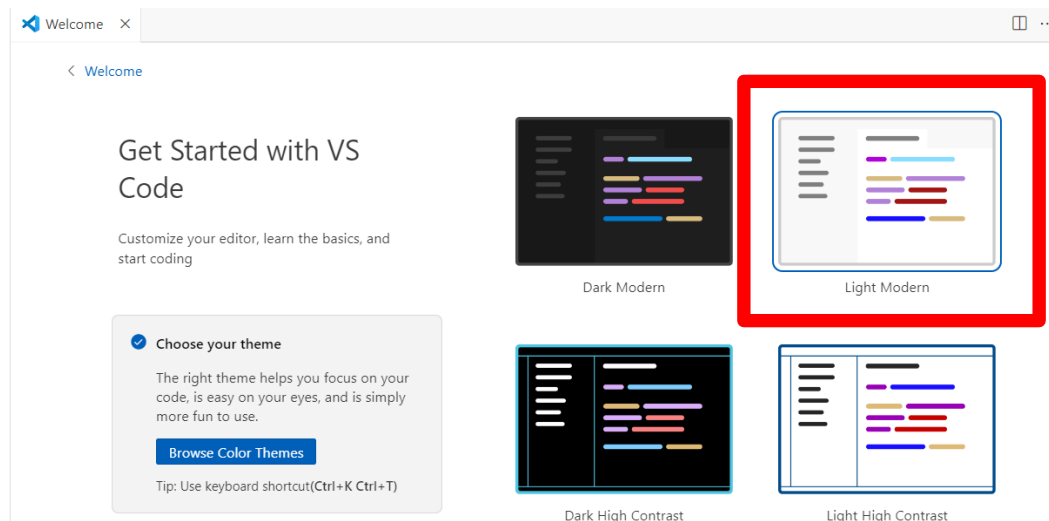 Welcome
Welcome
Get Started with VS
Code
Customize your editor, learn the basics, and
start coding
Choose your theme
The right theme helps you focus on your
code, is easy on your eyes, and is simply
more fun to use.
Browse Color Themes
Tip: Use keyboard shortcut(Ctrl+K Ctrl+T)
Dark Modern
Light Modern
Dark High Contrast
Light High Contrast